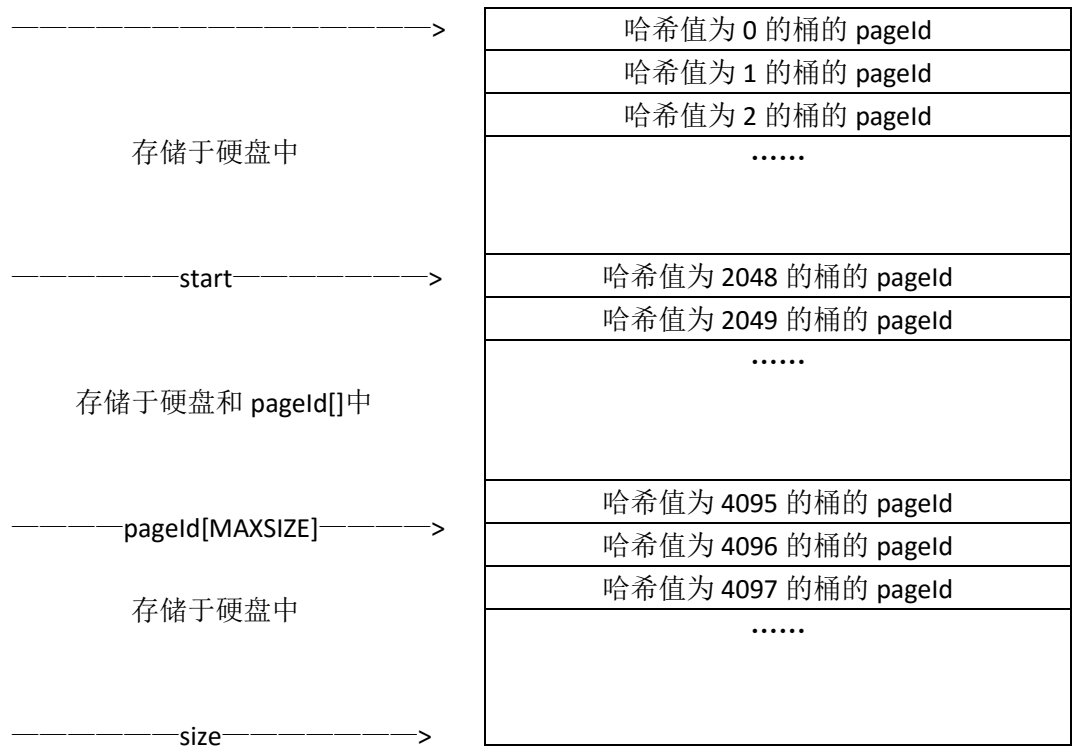 ————————————————> 哈希值为 0 的桶的 pageId
哈希值为 1 的桶的 pageId
哈希值为 2 的桶的 pageId
存储于硬盘中 ......
——————start———————> 哈希值为 2048 的桶的 pageId
哈希值为 2049 的桶的 pageId
......
存储于硬盘和 pageId[]中
哈希值为 4095 的桶的 pageId
————pageId[MAXSIZE]————> 哈希值为 4096 的桶的 pageId
哈希值为 4097 的桶的 pageId
存储于硬盘中
......
——————size———————>